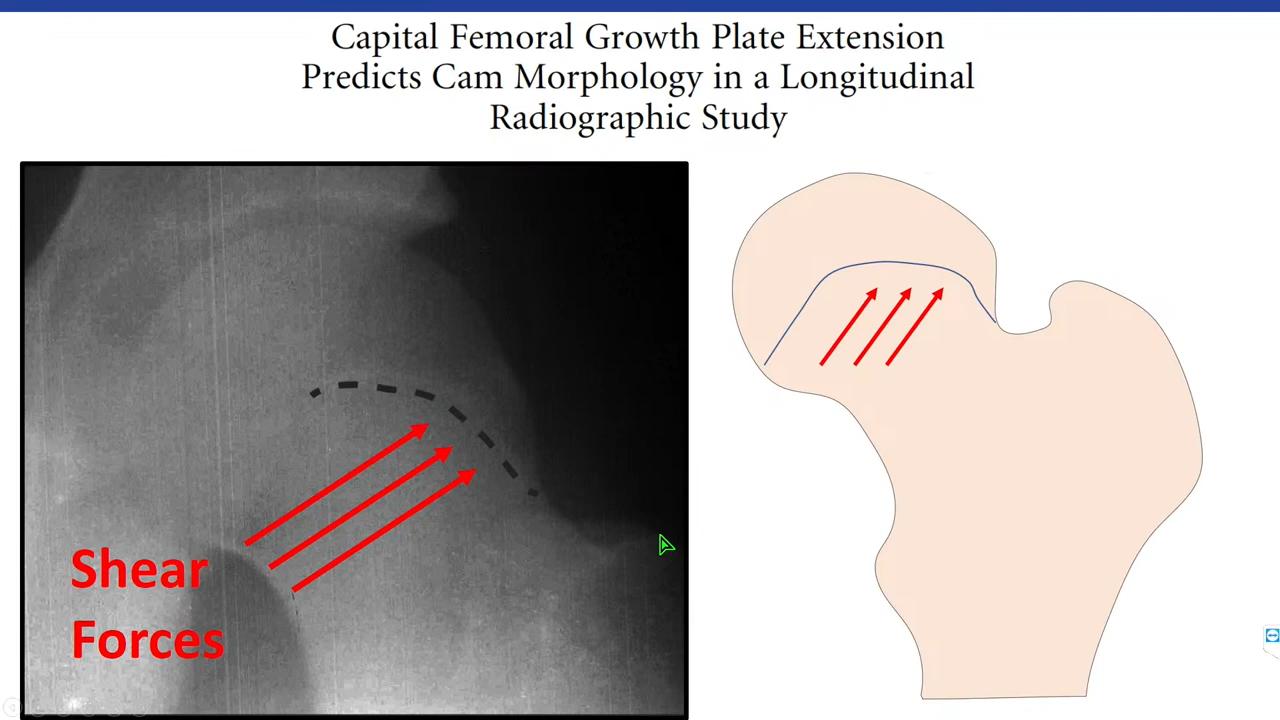 Capital Femoral Growth Plate Extension
Predicts Cam Morphology in a Longitudinal
Radiographic Study
Shear
Forces